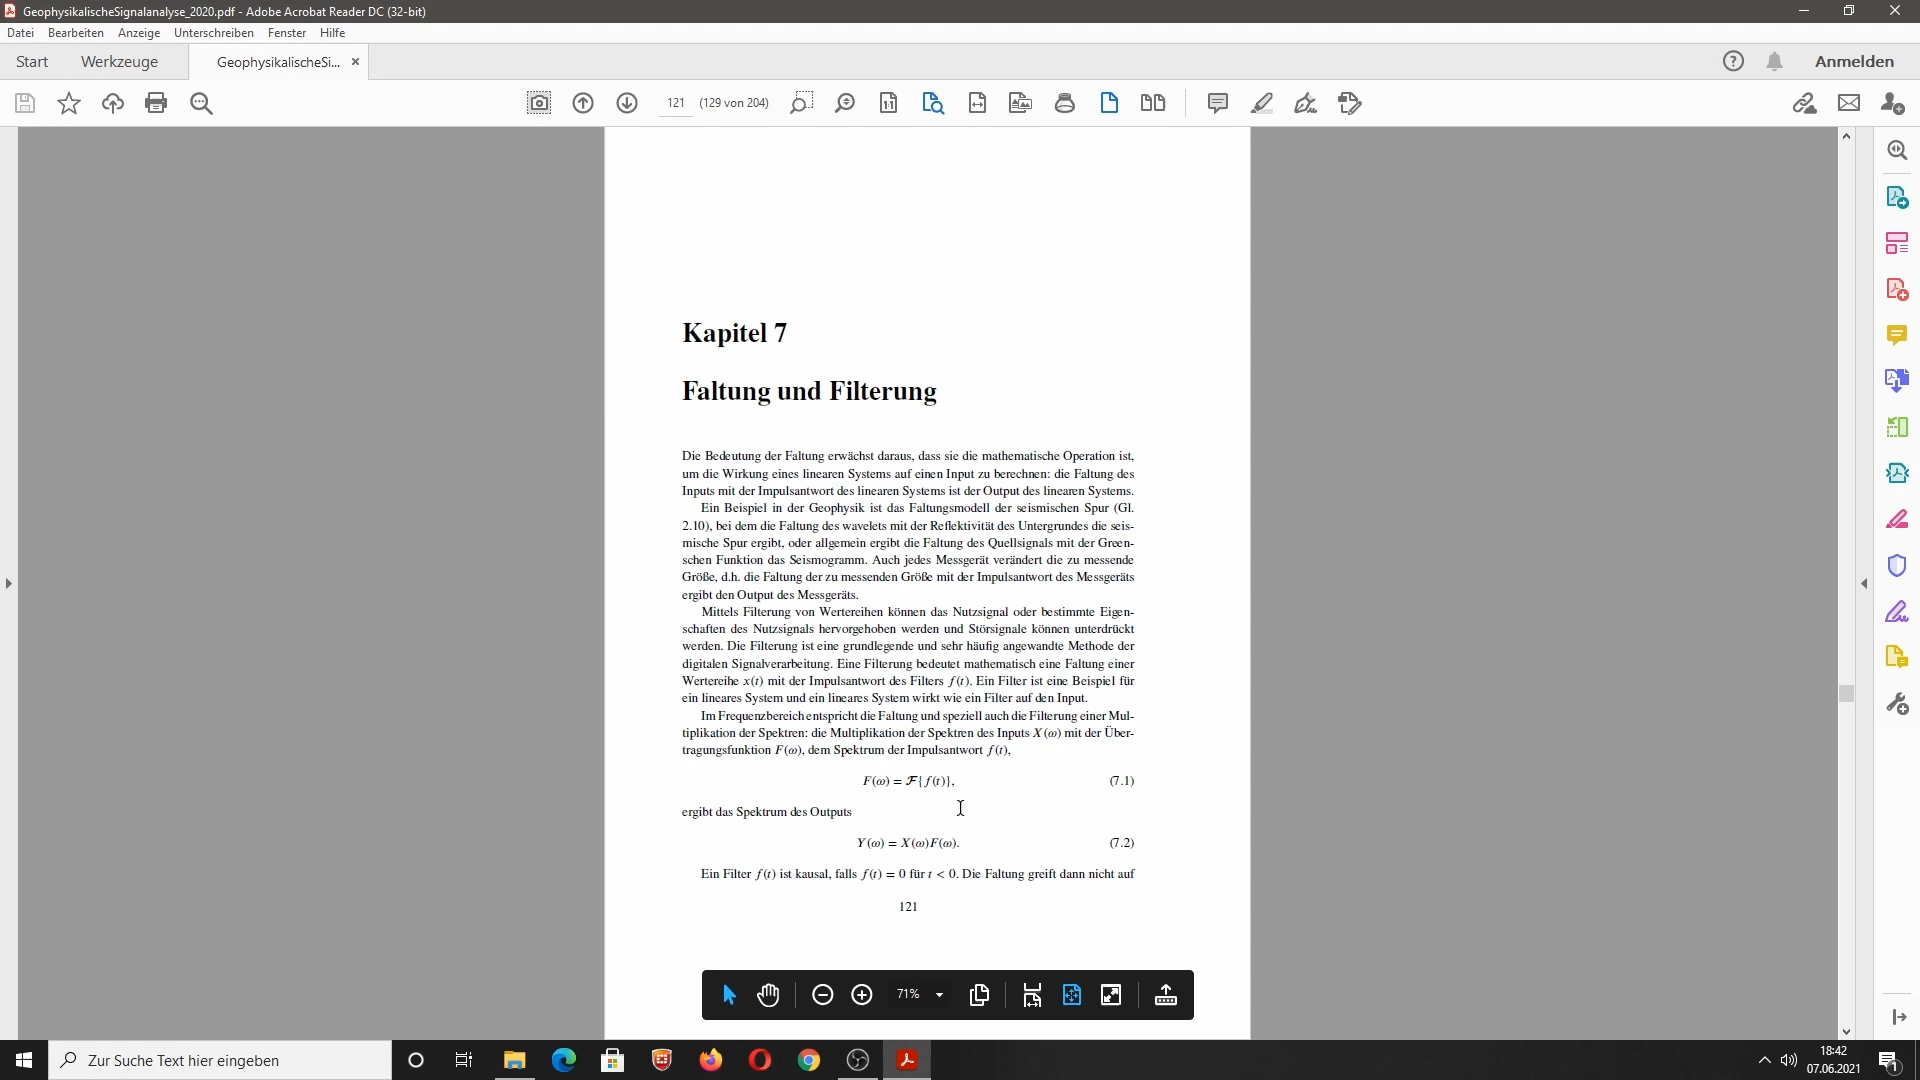 GeophysikalischeSignalanalyse_2020.pdf - Adobe Acrobat Reader DC (32-bit)
Datei Bearbeiten Anzeige Unterschreiben Fenster Hilfe
Start Werkzeuge GeophysikalischeSi... × Anmelden
121 (129 von 204)
Kapitel 7
Faltung und Filterung
Die Bedeutung der Faltung erwächst daraus, dass sie die mathematische Operation ist,
um die Wirkung eines linearen Systems auf einen Input zu berechnen: die Faltung des
Inputs mit der Impulsantwort des linearen Systems ist der Output des linearen Systems.
Ein Beispiel in der Geophysik ist das Faltungsmodell der seismischen Spur (Gl.
2.10), bei dem die Faltung des wavelets mit der Reflektivität des Untergrundes die seis-
mische Spur ergibt, oder allgemein ergibt die Faltung des Quellsignals mit der Green-
schen Funktion das Seismogramm. Auch jedes Messgerät verändert die zu messende
Größe, d.h. die Faltung der zu messenden Größe mit der Impulsantwort des Messgeräts
ergibt den Output des Messgeräts.
Mittels Filterung von Wertereihen können das Nutzsignal oder bestimmte Eigen-
schaften des Nutzsignals hervorgehoben werden und Störsignale können unterdrückt
werden. Die Filterung ist eine grundlegende und sehr häufig angewandte Methode der
digitalen Signalverarbeitung. Eine Filterung bedeutet mathematisch eine Faltung einer
Wertereihe x(t) mit der Impulsantwort des Filters f(t). Ein Filter ist eine Beispiel für
ein lineares System und ein lineares System wirkt wie ein Filter auf den Input.
Im Frequenzbereich entspricht die Faltung und speziell auch die Filterung einer Mul-
tiplikation der Spektren: die Multiplikation der Spektren des Inputs X(ω) mit der Über-
tragungsfunktion F(ω), dem Spektrum der Impulsantwort f(t),
F(ω) = ℱ{f(t)}, (7.1)
ergibt das Spektrum des Outputs
Y(ω) = X(ω)F(ω). (7.2)
Ein Filter f(t) ist kausal, falls f(t) = 0 für t < 0. Die Faltung greift dann nicht auf
121
71%
Zur Suche Text hier eingeben
18:42
07.06.2021
1